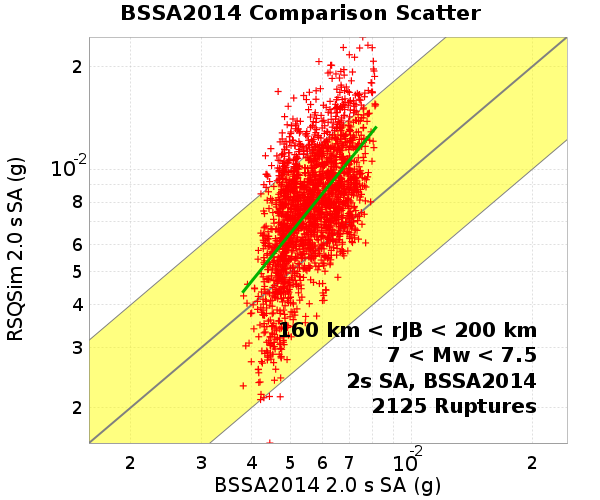 BSSA2014 Comparison Scatter
RSQSim 2.0 s SA (g)
2
10-2
8
6
5
4
3
2
160 km < rJB < 200 km
7 < Mw < 7.5
2s SA, BSSA2014
2125 Ruptures
2 3 4 5 6 7 10-2 2
BSSA2014 2.0 s SA (g)